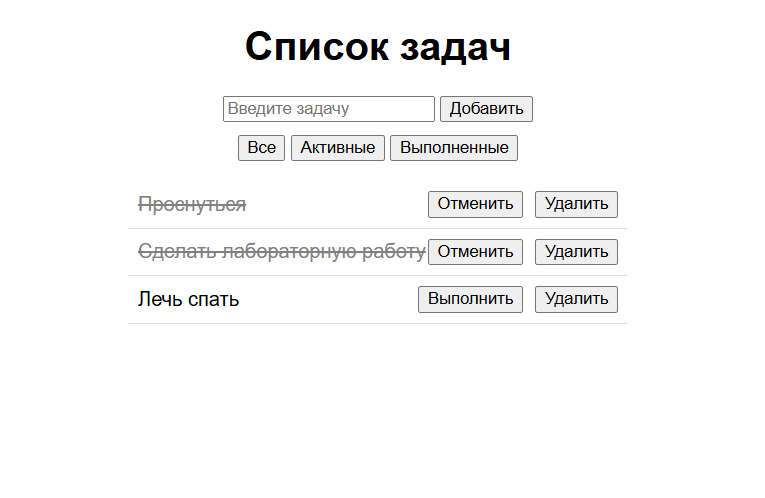 Список задач
Введите задачу Добавить
Все Активные Выполненные
Проснуться Отменить Удалить
Сделать лабораторную работу Отменить Удалить
Лечь спать Выполнить Удалить